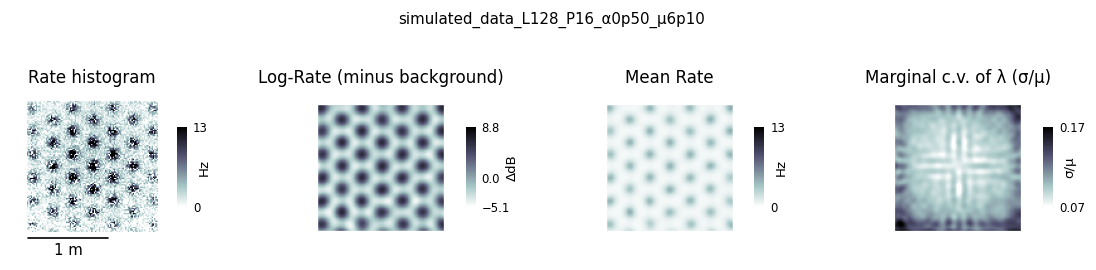 simulated_data_L128_P16_α0p50_μ6p10
Rate histogram
13
Hz
0
1 m
Log-Rate (minus background)
8.8
0.0
ΔdB
−5.1
Mean Rate
13
Hz
0
Marginal c.v. of λ (σ/μ)
0.17
σ/μ
0.07